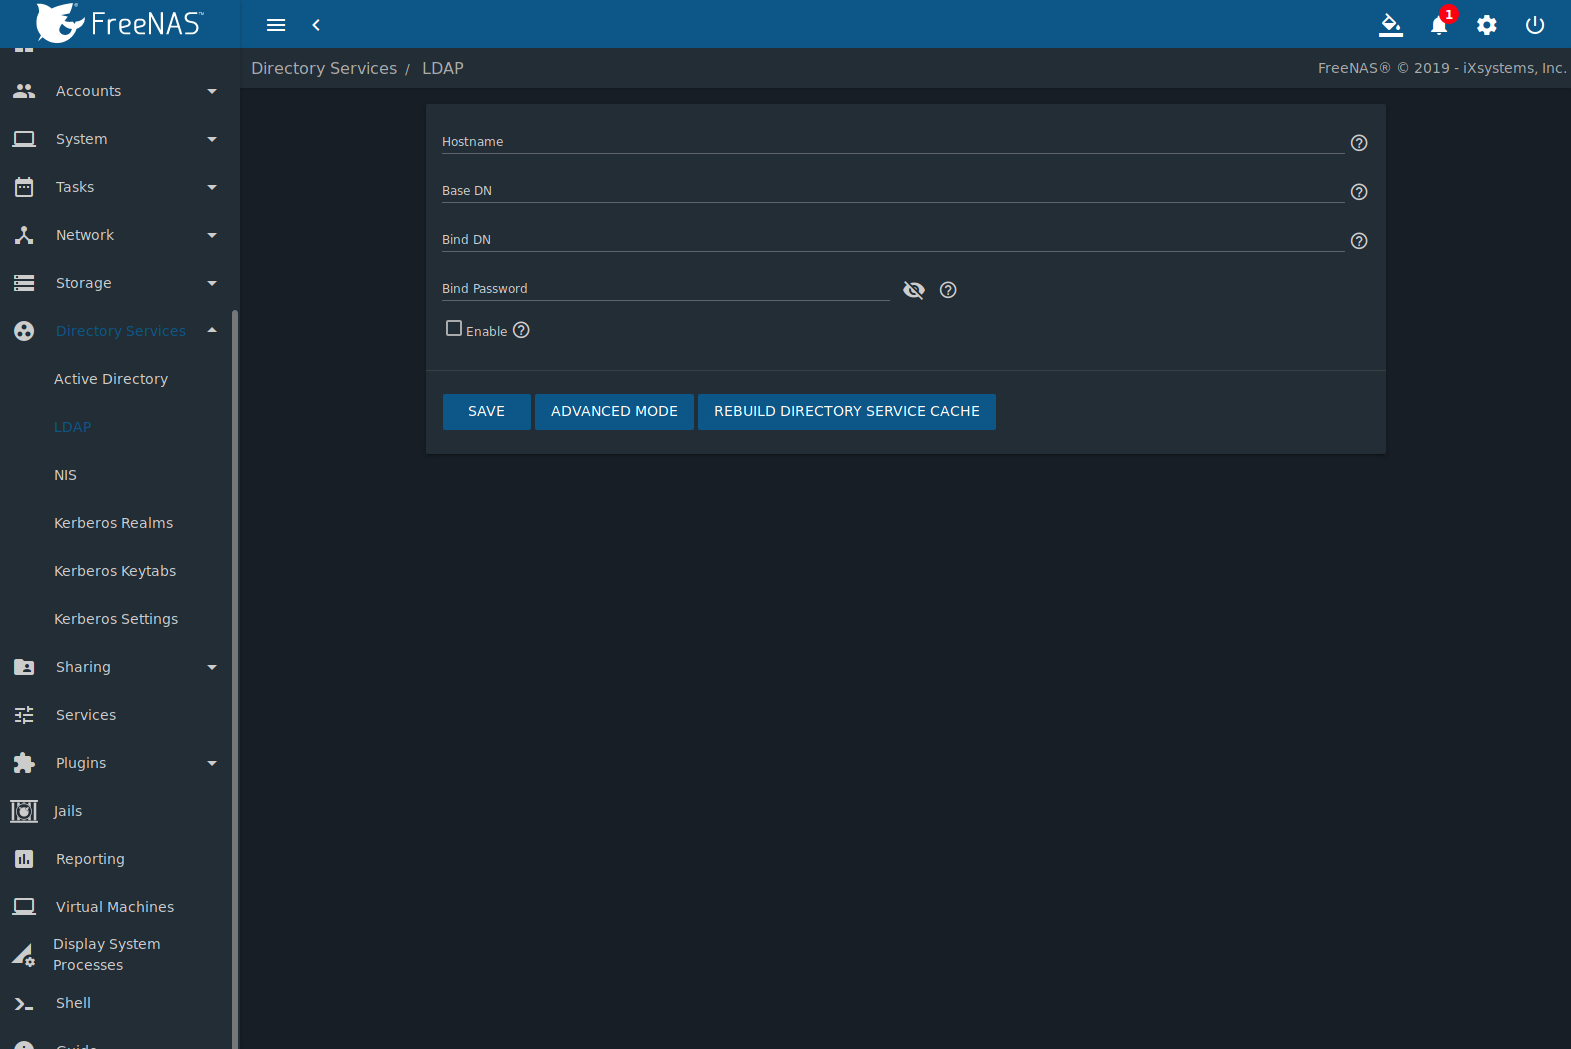 FreeNAS™
1
Directory Services / LDAP
FreeNAS® © 2019 - iXsystems, Inc.
Accounts
System
Tasks
Network
Storage
Directory Services
Active Directory
LDAP
NIS
Kerberos Realms
Kerberos Keytabs
Kerberos Settings
Sharing
Services
Plugins
Jails
Reporting
Virtual Machines
Display System
Processes
Shell
Guide
Hostname
Base DN
Bind DN
Bind Password
Enable
SAVE
ADVANCED MODE
REBUILD DIRECTORY SERVICE CACHE